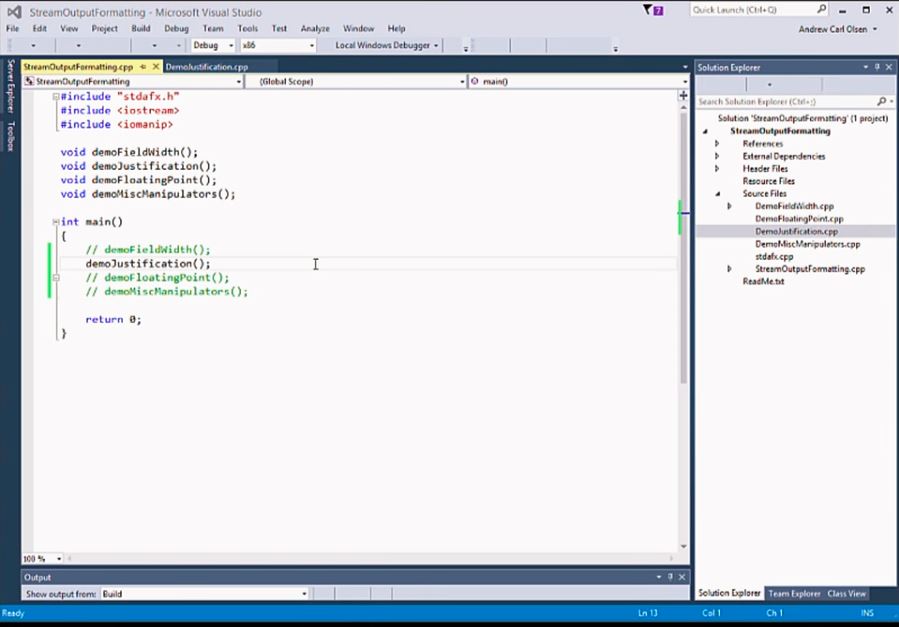 StreamOutputFormatting - Microsoft Visual Studio
7
Quick Launch (Ctrl+Q)
File Edit View Project Build Debug Team Tools Test Analyze Window Help
Andrew Carl Olsen
Debug x86 Local Windows Debugger
Server Explorer
Toolbox
StreamOutputFormatting.cpp DemoJustification.cpp
StreamOutputFormatting (Global Scope) main()
#include "stdafx.h"
#include <iostream>
#include <iomanip>
void demoFieldWidth();
void demoJustification();
void demoFloatingPoint();
void demoMiscManipulators();
int main()
{
// demoFieldWidth();
demoJustification();
// demoFloatingPoint();
// demoMiscManipulators();
return 0;
}
100 %
Output
Show output from: Build
Solution Explorer
Search Solution Explorer (Ctrl+;)
Solution 'StreamOutputFormatting' (1 project)
StreamOutputFormatting
References
External Dependencies
Header Files
Resource Files
Source Files
DemoFieldWidth.cpp
DemoFloatingPoint.cpp
DemoJustification.cpp
DemoMiscManipulators.cpp
stdafx.cpp
StreamOutputFormatting.cpp
ReadMe.txt
Solution Explorer Team Explorer Class View
Ready Ln 13 Col 1 Ch 1 INS